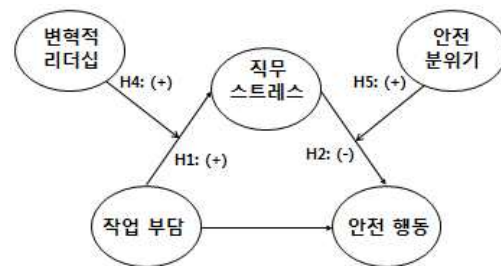 변혁적
리더십
직무
스트레스
안전
분위기
H4: (+)
H5: (+)
H1: (+)
H2: (-)
작업 부담
안전 행동